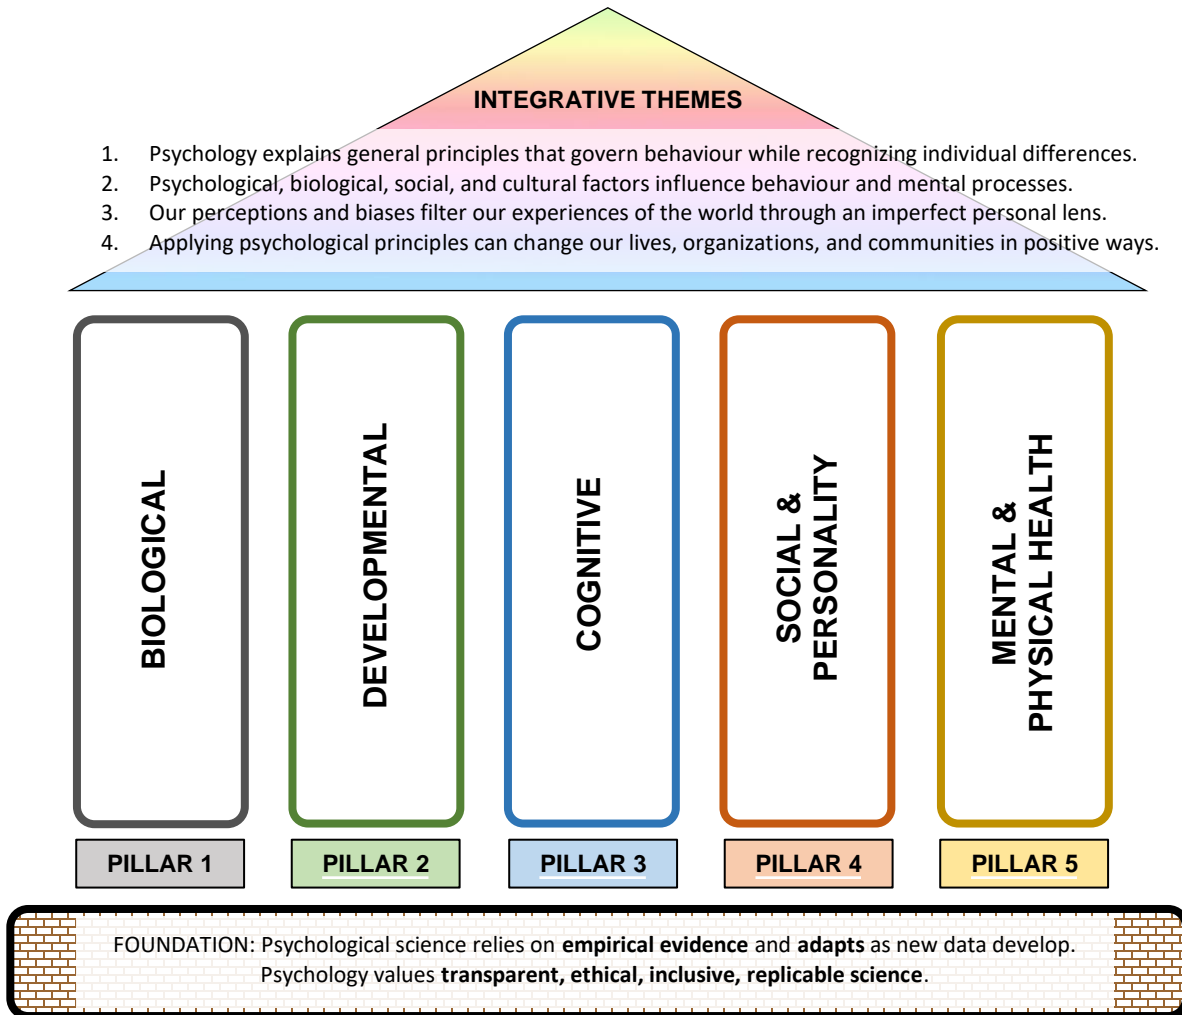 INTEGRATIVE THEMES
1. Psychology explains general principles that govern behaviour while recognizing individual differences.
2. Psychological, biological, social, and cultural factors influence behaviour and mental processes.
3. Our perceptions and biases filter our experiences of the world through an imperfect personal lens.
4. Applying psychological principles can change our lives, organizations, and communities in positive ways.
BIOLOGICAL
DEVELOPMENTAL
COGNITIVE
SOCIAL &
PERSONALITY
MENTAL &
PHYSICAL HEALTH
PILLAR 1
PILLAR 2
PILLAR 3
PILLAR 4
PILLAR 5
FOUNDATION: Psychological science relies on empirical evidence and adapts as new data develop.
Psychology values transparent, ethical, inclusive, replicable science.